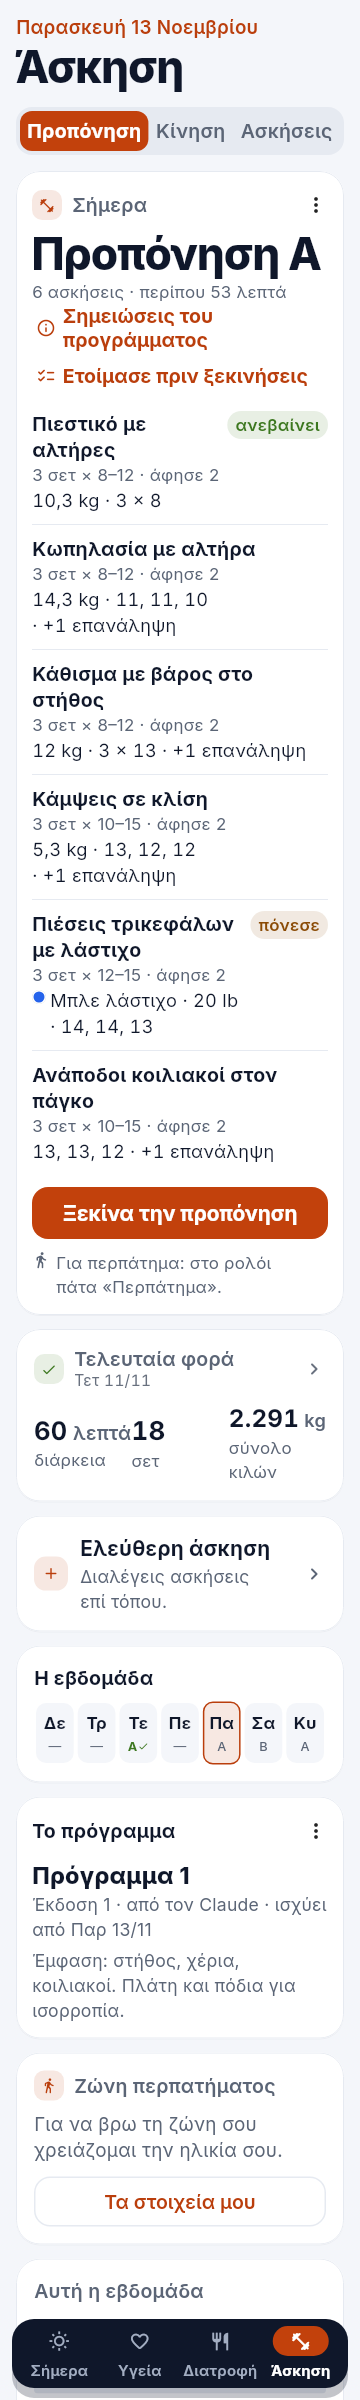 Παρασκευή 13 Νοεμβρίου
Άσκηση
Προπόνηση Κίνηση Ασκήσεις
Σήμερα
Προπόνηση Α
6 ασκήσεις · περίπου 53 λεπτά
Σημειώσεις του
προγράμματος
Ετοίμασε πριν ξεκινήσεις
Πιεστικό με
αλτήρες
ανεβαίνει
3 σετ × 8–12 · άφησε 2
10,3 kg · 3 × 8
Κωπηλασία με αλτήρα
3 σετ × 8–12 · άφησε 2
14,3 kg · 11, 11, 10
· +1 επανάληψη
Κάθισμα με βάρος στο
στήθος
3 σετ × 8–12 · άφησε 2
12 kg · 3 × 13 · +1 επανάληψη
Κάμψεις σε κλίση
3 σετ × 10–15 · άφησε 2
5,3 kg · 13, 12, 12
· +1 επανάληψη
Πιέσεις τρικεφάλων
με λάστιχο
πόνεσε
3 σετ × 12–15 · άφησε 2
Μπλε λάστιχο · 20 lb
· 14, 14, 13
Ανάποδοι κοιλιακοί στον
πάγκο
3 σετ × 10–15 · άφησε 2
13, 13, 12 · +1 επανάληψη
Ξεκίνα την προπόνηση
Για περπάτημα: στο ρολόι
πάτα «Περπάτημα».
Τελευταία φορά
Τετ 11/11
60 λεπτά 18 2.291 kg
διάρκεια σετ σύνολο
κιλών
Ελεύθερη άσκηση
Διαλέγεις ασκήσεις
επί τόπου.
Η εβδομάδα
Δε Τρ Τε Πε Πα Σα Κυ
— — Α — Α Β Α
Το πρόγραμμα
Πρόγραμμα 1
Έκδοση 1 · από τον Claude · ισχύει
από Παρ 13/11
Έμφαση: στήθος, χέρια,
κοιλιακοί. Πλάτη και πόδια για
ισορροπία.
Ζώνη περπατήματος
Για να βρω τη ζώνη σου
χρειάζομαι την ηλικία σου.
Τα στοιχεία μου
Αυτή η εβδομάδα
Σήμερα Υγεία Διατροφή Άσκηση